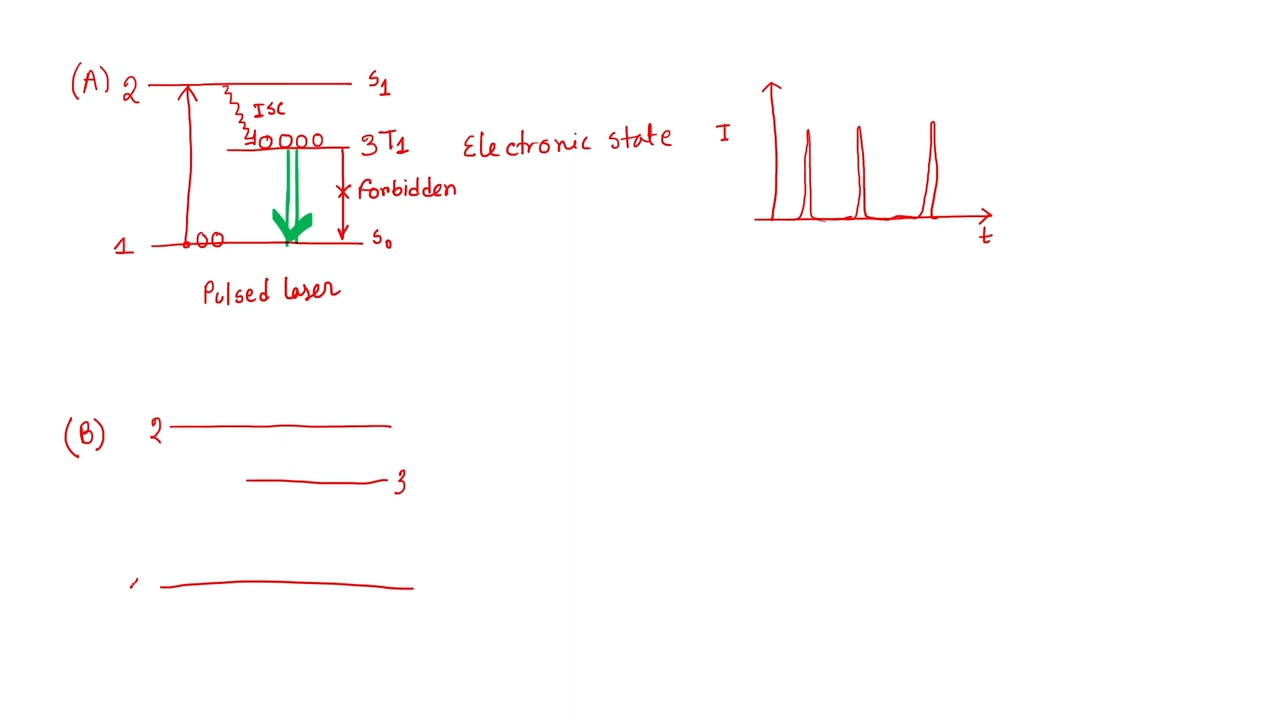 (A) 2 S1
ISC
3T1 Electronic state
Forbidden
1 S0
Pulsed laser
I
t
(B) 2
3